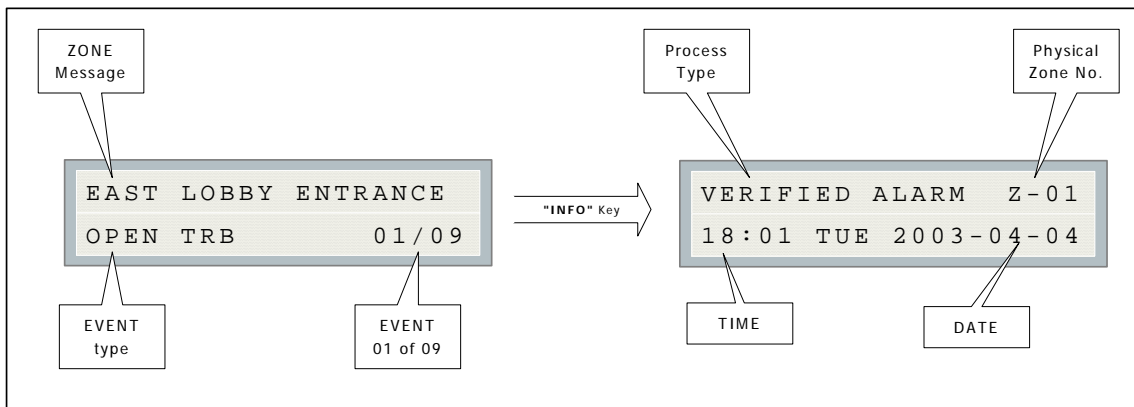 ZONE
Message
Process
Type
Physical
Zone No.
EAST LOBBY ENTRANCE
OPEN TRB 01/09
"INFO" Key
VERIFIED ALARM Z-01
18:01 TUE 2003-04-04
EVENT
type
EVENT
01 of 09
TIME
DATE